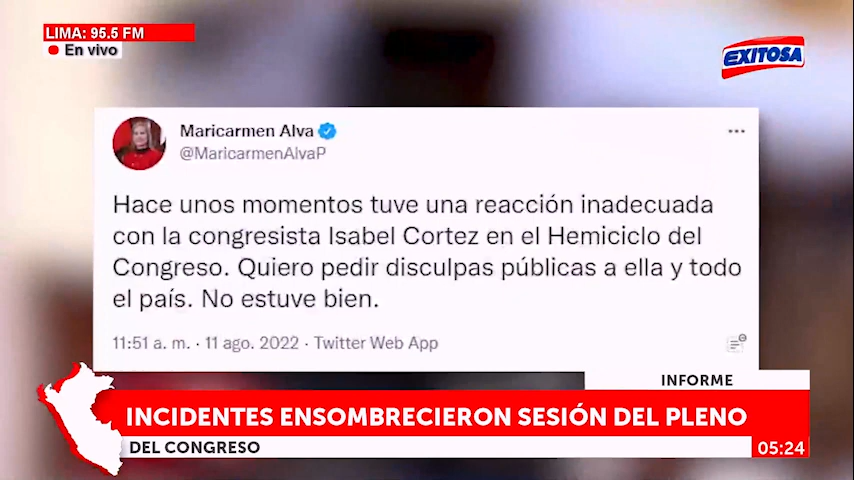 LIMA: 95.5 FM
En vivo
EXITOSA
Maricarmen Alva
@MaricarmenAlvaP
Hace unos momentos tuve una reacción inadecuada
con la congresista Isabel Cortez en el Hemiciclo del
Congreso. Quiero pedir disculpas públicas a ella y todo
el país. No estuve bien.
11:51 a. m. · 11 ago. 2022 · Twitter Web App
INFORME
INCIDENTES ENSOMBRECIERON SESIÓN DEL PLENO
DEL CONGRESO
05:24